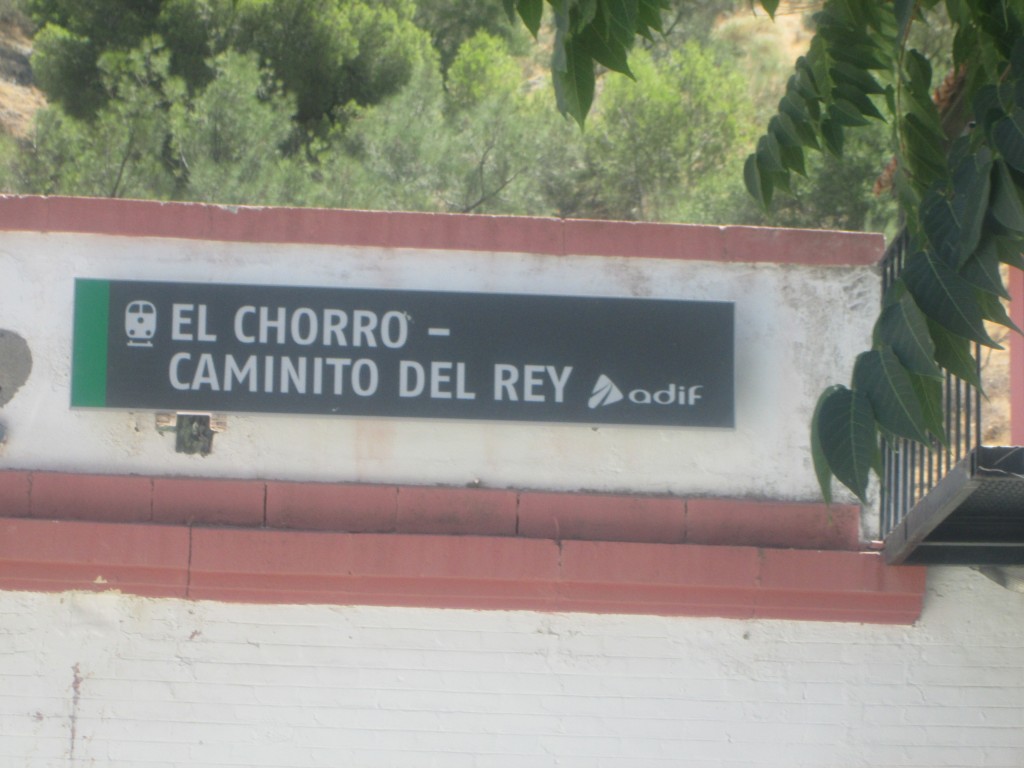 EL CHORRO –
CAMINITO DEL REY adif